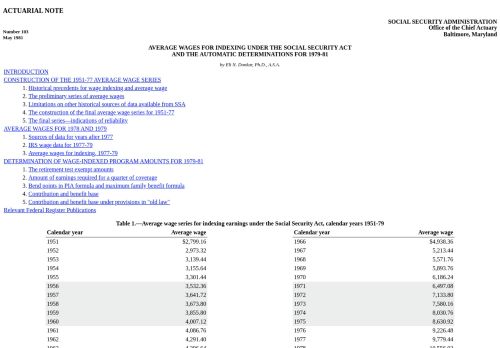 ACTUARIAL NOTE
SOCIAL SECURITY ADMINISTRATION
Office of the Chief Actuary
Baltimore, Maryland
Number 103
May 1981
AVERAGE WAGES FOR INDEXING UNDER THE SOCIAL SECURITY ACT
AND THE AUTOMATIC DETERMINATIONS FOR 1979-81
by Eli N. Donkar, Ph.D., A.S.A.
INTRODUCTION
CONSTRUCTION OF THE 1951-77 AVERAGE WAGE SERIES
1. Historical precedents for wage indexing and average wage
2. The preliminary series of average wages
3. Limitations on other historical sources of data available from SSA
4. The construction of the final average wage series for 1951-77
5. The final series—indications of reliability
AVERAGE WAGES FOR 1978 AND 1979
1. Sources of data for years after 1977
2. IRS wage data for 1977-79
3. Average wages for indexing, 1977-79
DETERMINATION OF WAGE-INDEXED PROGRAM AMOUNTS FOR 1979-81
1. The retirement test exempt amounts
2. Amount of earnings required for a quarter of coverage
3. Bend points in PIA formula and maximum family benefit formula
4. Contribution and benefit base
5. Contribution and benefit base under provisions in "old law"
Relevant Federal Register Publications
Table 1.—Average wage series for indexing earnings under the Social Security Act, calendar years 1951-79
Calendar year Average wage Calendar year Average wage
1951 $2,799.16 1966 $4,938.36
1952 2,973.32 1967 5,213.44
1953 3,139.44 1968 5,571.76
1954 3,155.64 1969 5,893.76
1955 3,301.44 1970 6,186.24
1956 3,532.36 1971 6,497.08
1957 3,641.72 1972 7,133.80
1958 3,673.80 1973 7,580.16
1959 3,855.80 1974 8,030.76
1960 4,007.12 1975 8,630.92
1961 4,086.76 1976 9,226.48
1962 4,291.40 1977 9,779.44